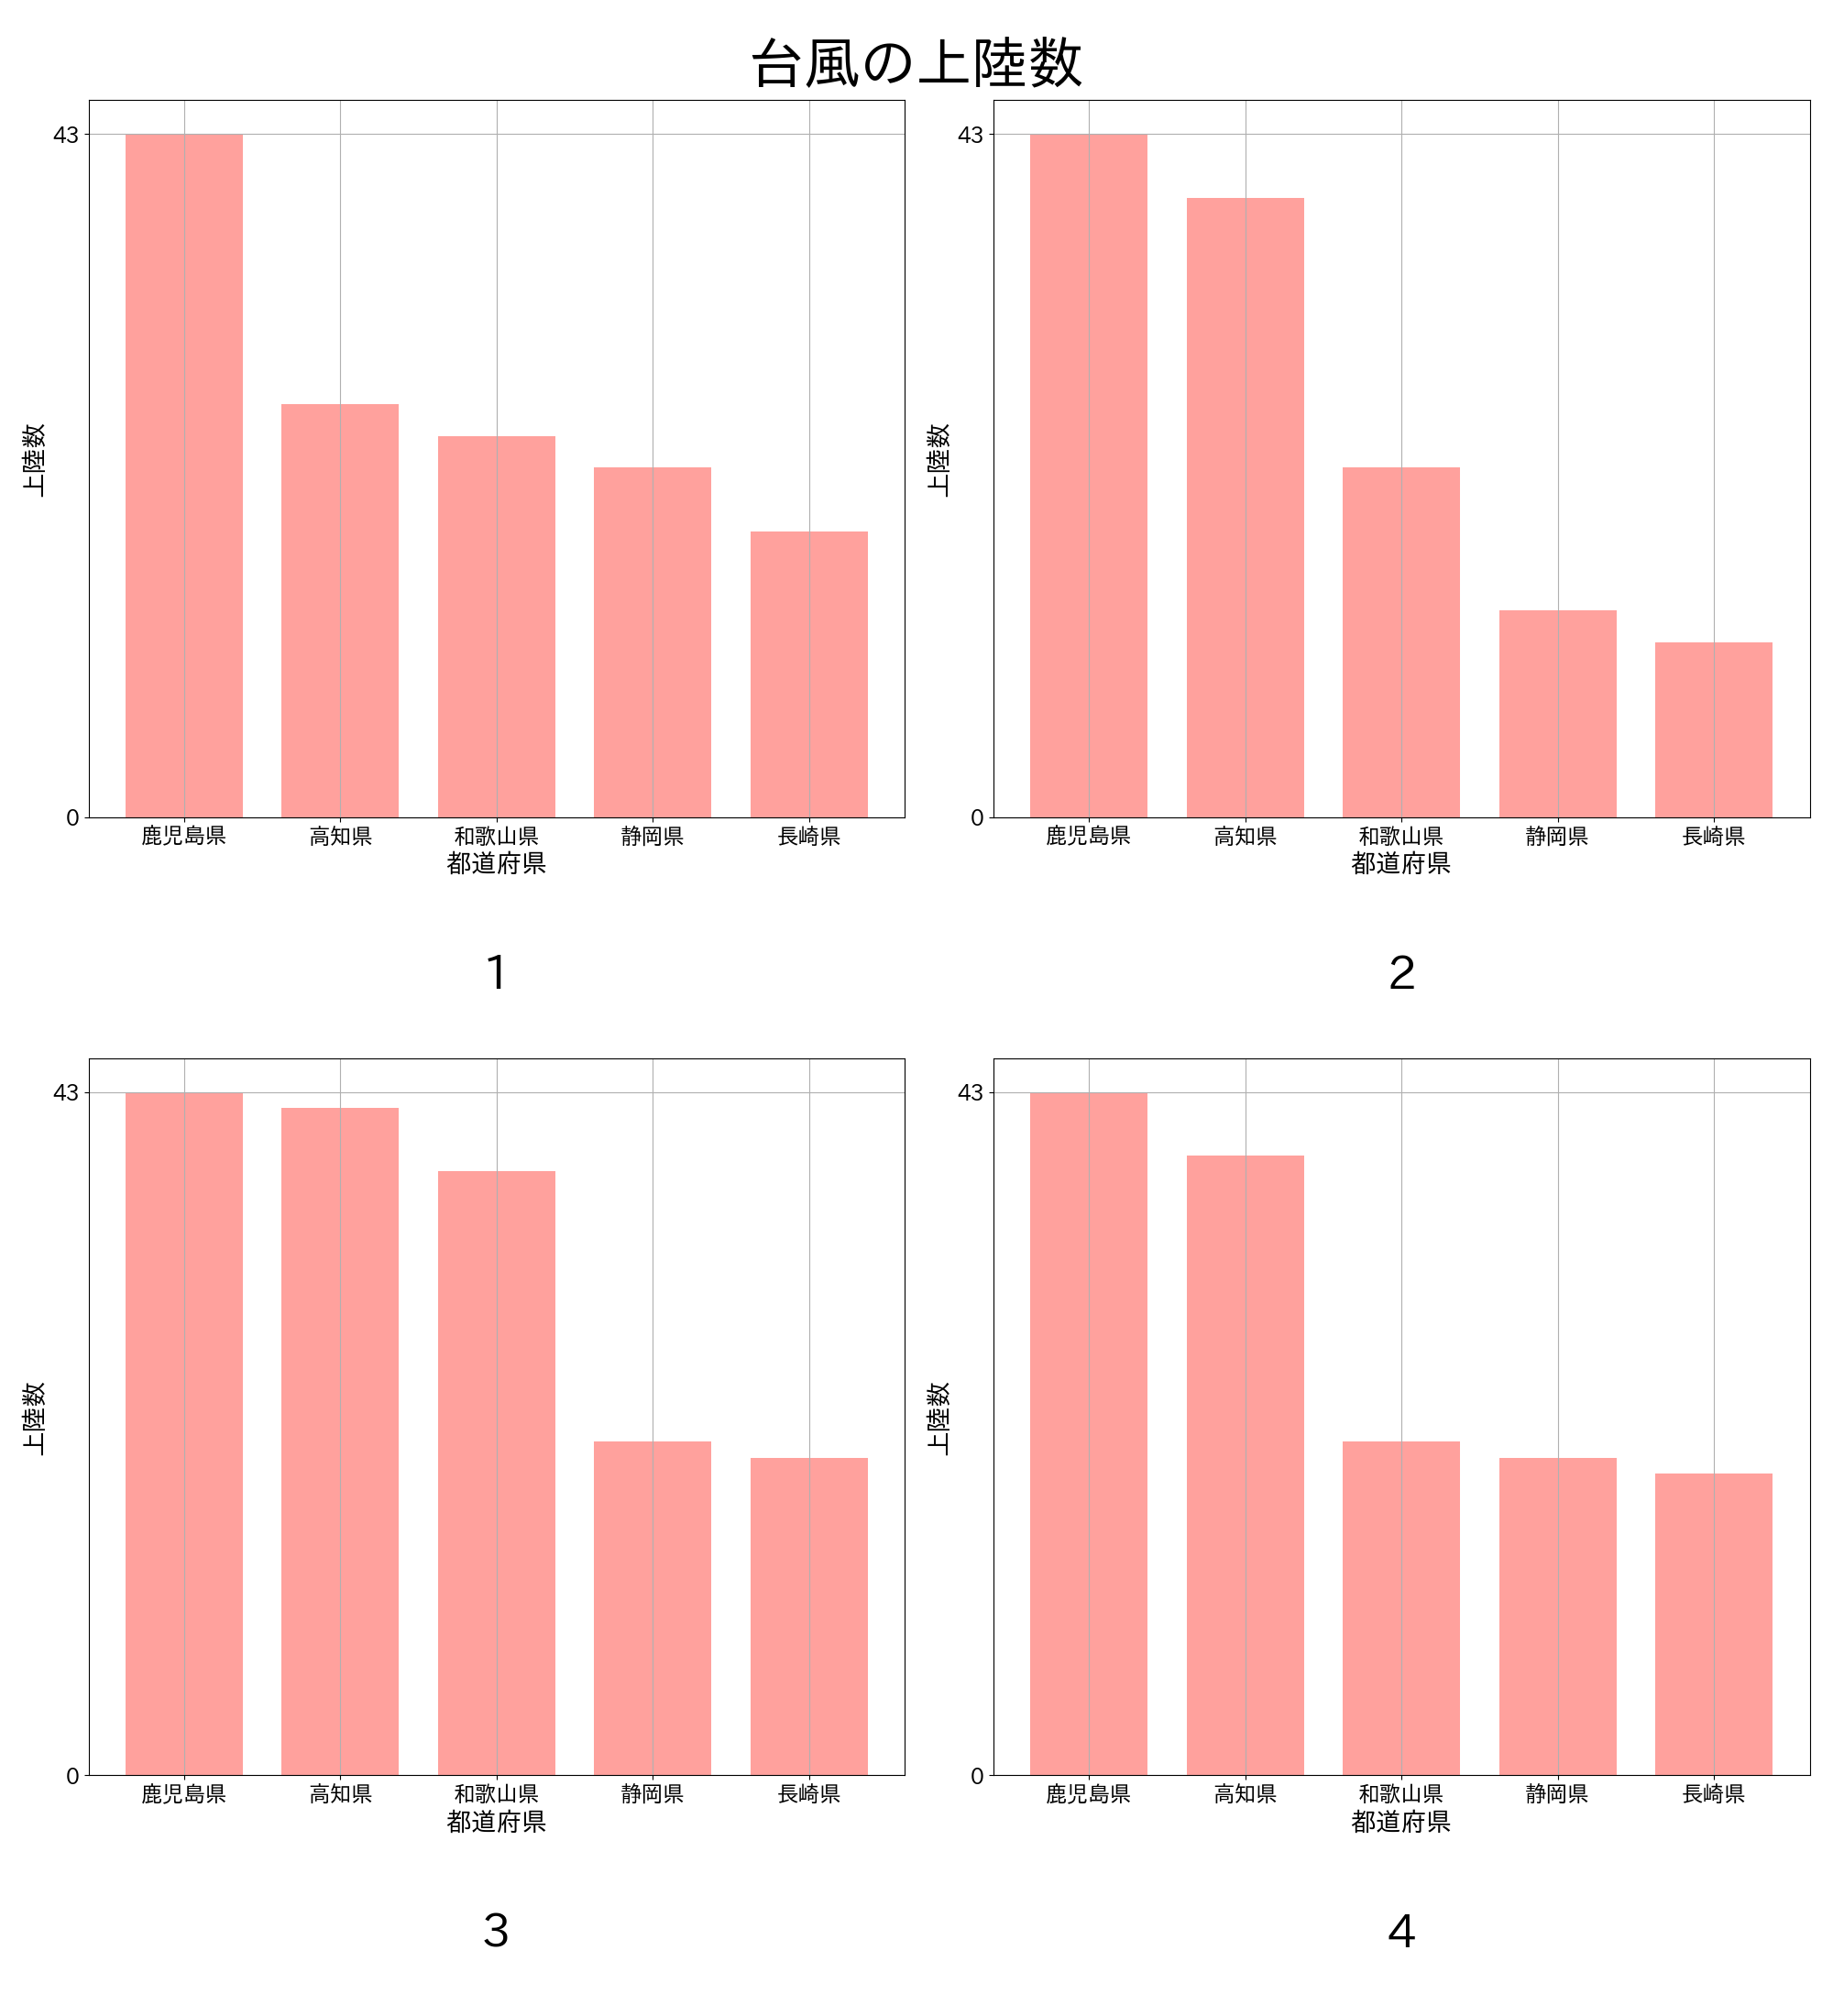 台風の上陸数
43
0
上陸数
鹿児島県 高知県 和歌山県 静岡県 長崎県
都道府県
1
43
0
上陸数
鹿児島県 高知県 和歌山県 静岡県 長崎県
都道府県
2
43
0
上陸数
鹿児島県 高知県 和歌山県 静岡県 長崎県
都道府県
3
43
0
上陸数
鹿児島県 高知県 和歌山県 静岡県 長崎県
都道府県
4